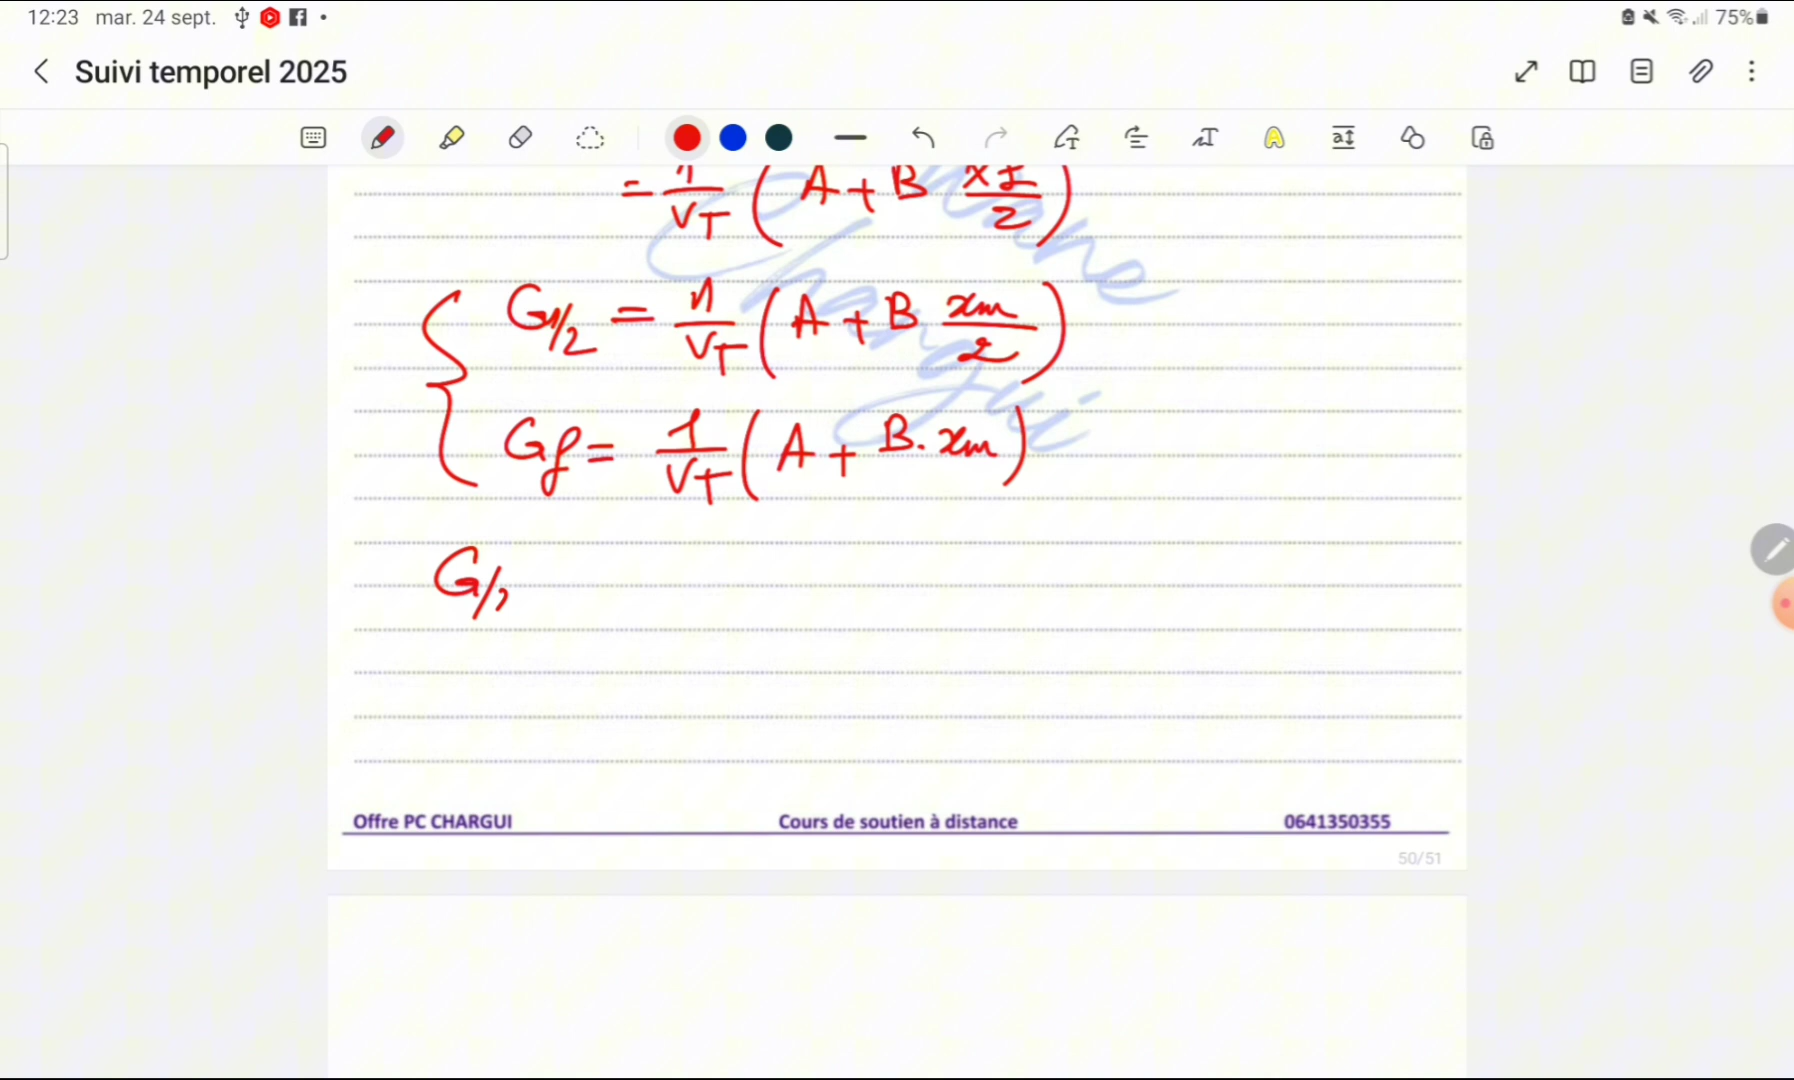 12:23 mar. 24 sept. 75%
Suivi temporel 2025
= 1/VT ( A + B xf/2 )
G1/2 = 1/VT ( A + B xm/2 )
Gf = 1/VT ( A + B. xm )
G/
Offre PC CHARGUI Cours de soutien à distance 0641350355
50/51